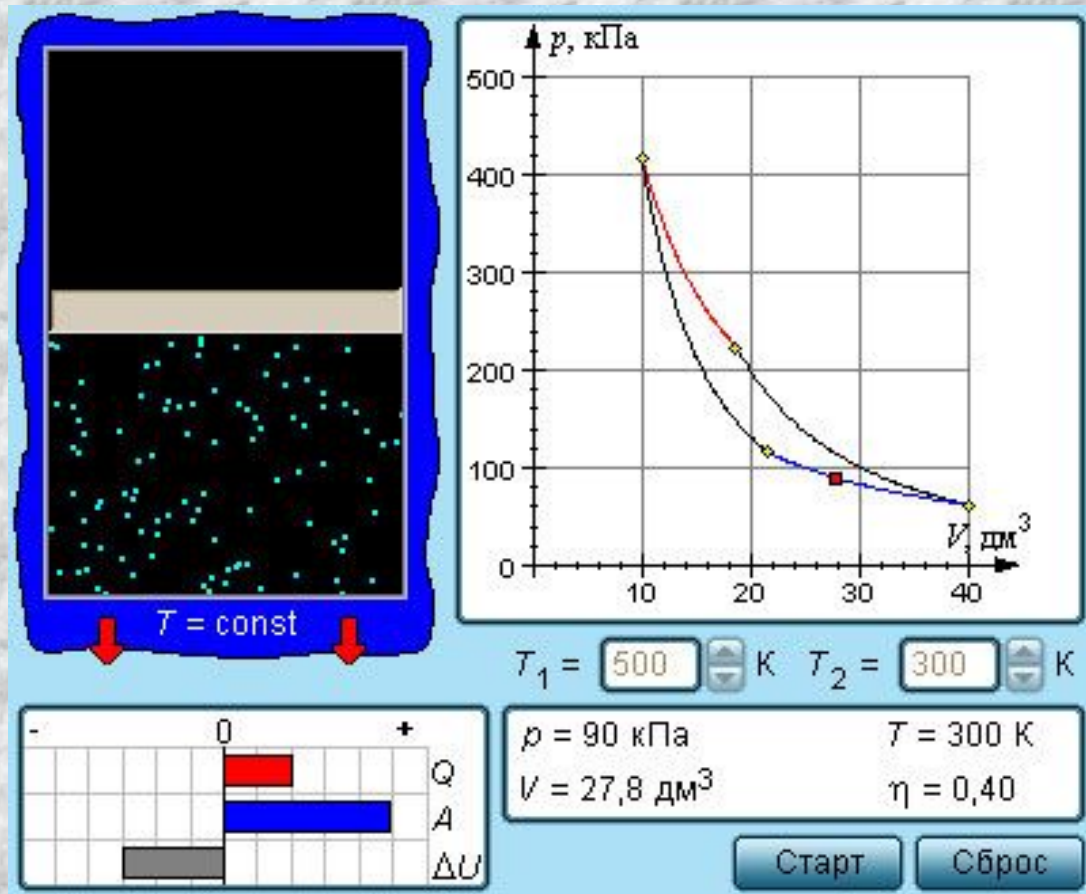 T = const
p, кПа
500
400
300
200
100
0
10 20 30 40
V, дм³
T₁ = 500 К T₂ = 300 К
- 0 +
Q
A
ΔU
p = 90 кПа T = 300 К
V = 27,8 дм³ η = 0,40
Старт Сброс